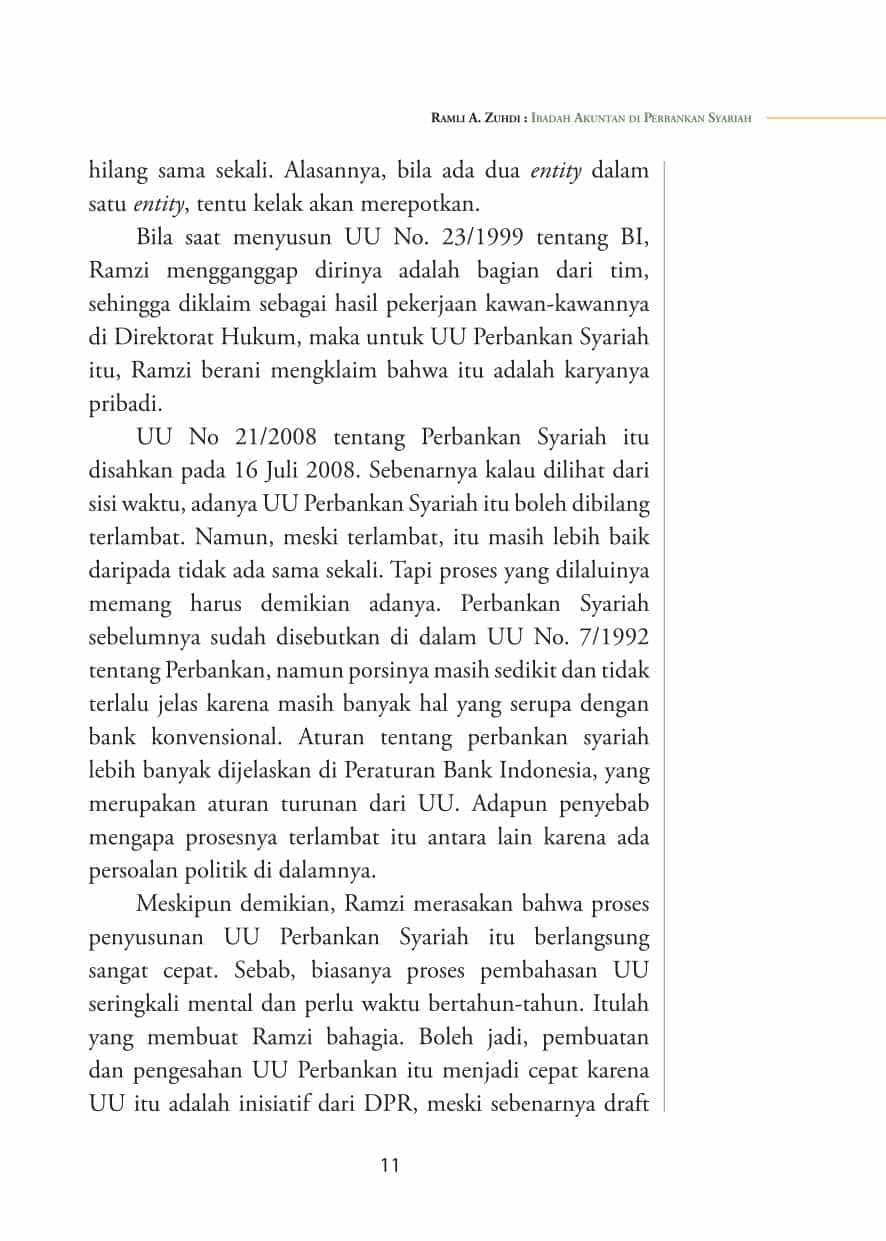 Ramli A. Zuhdi : Ibadah Akuntan di Perbankan Syariah
hilang sama sekali. Alasannya, bila ada dua entity dalam
satu entity, tentu kelak akan merepotkan.
Bila saat menyusun UU No. 23/1999 tentang BI,
Ramzi mengganggap dirinya adalah bagian dari tim,
sehingga diklaim sebagai hasil pekerjaan kawan-kawannya
di Direktorat Hukum, maka untuk UU Perbankan Syariah
itu, Ramzi berani mengklaim bahwa itu adalah karyanya
pribadi.
UU No 21/2008 tentang Perbankan Syariah itu
disahkan pada 16 Juli 2008. Sebenarnya kalau dilihat dari
sisi waktu, adanya UU Perbankan Syariah itu boleh dibilang
terlambat. Namun, meski terlambat, itu masih lebih baik
daripada tidak ada sama sekali. Tapi proses yang dilaluinya
memang harus demikian adanya. Perbankan Syariah
sebelumnya sudah disebutkan di dalam UU No. 7/1992
tentang Perbankan, namun porsinya masih sedikit dan tidak
terlalu jelas karena masih banyak hal yang serupa dengan
bank konvensional. Aturan tentang perbankan syariah
lebih banyak dijelaskan di Peraturan Bank Indonesia, yang
merupakan aturan turunan dari UU. Adapun penyebab
mengapa prosesnya terlambat itu antara lain karena ada
persoalan politik di dalamnya.
Meskipun demikian, Ramzi merasakan bahwa proses
penyusunan UU Perbankan Syariah itu berlangsung
sangat cepat. Sebab, biasanya proses pembahasan UU
seringkali mental dan perlu waktu bertahun-tahun. Itulah
yang membuat Ramzi bahagia. Boleh jadi, pembuatan
dan pengesahan UU Perbankan itu menjadi cepat karena
UU itu adalah inisiatif dari DPR, meski sebenarnya draft
11